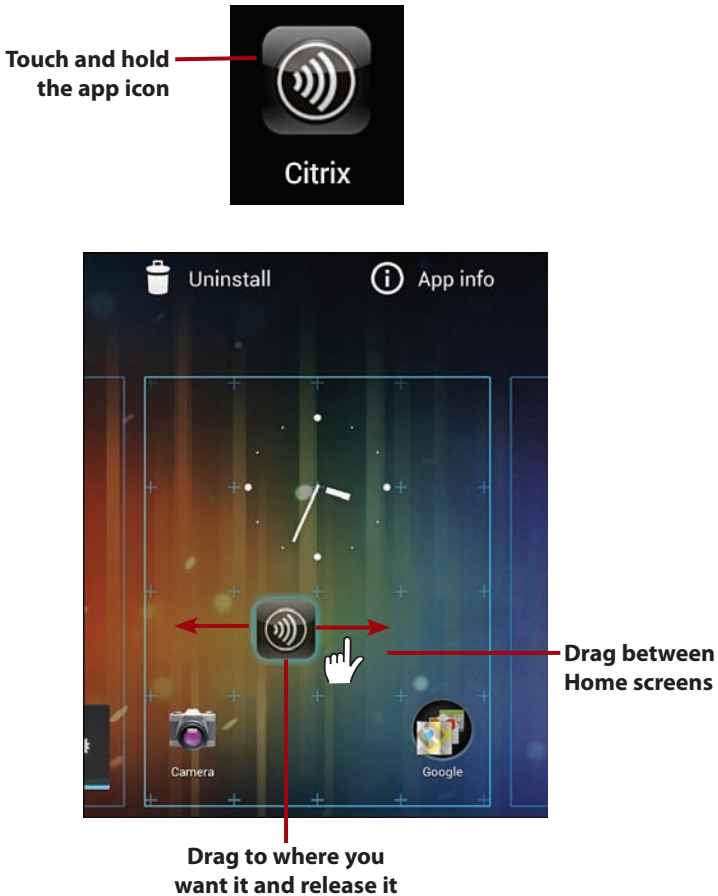 Touch and hold
the app icon
Citrix
Uninstall
App info
Camera
Google
Drag between
Home screens
Drag to where you
want it and release it